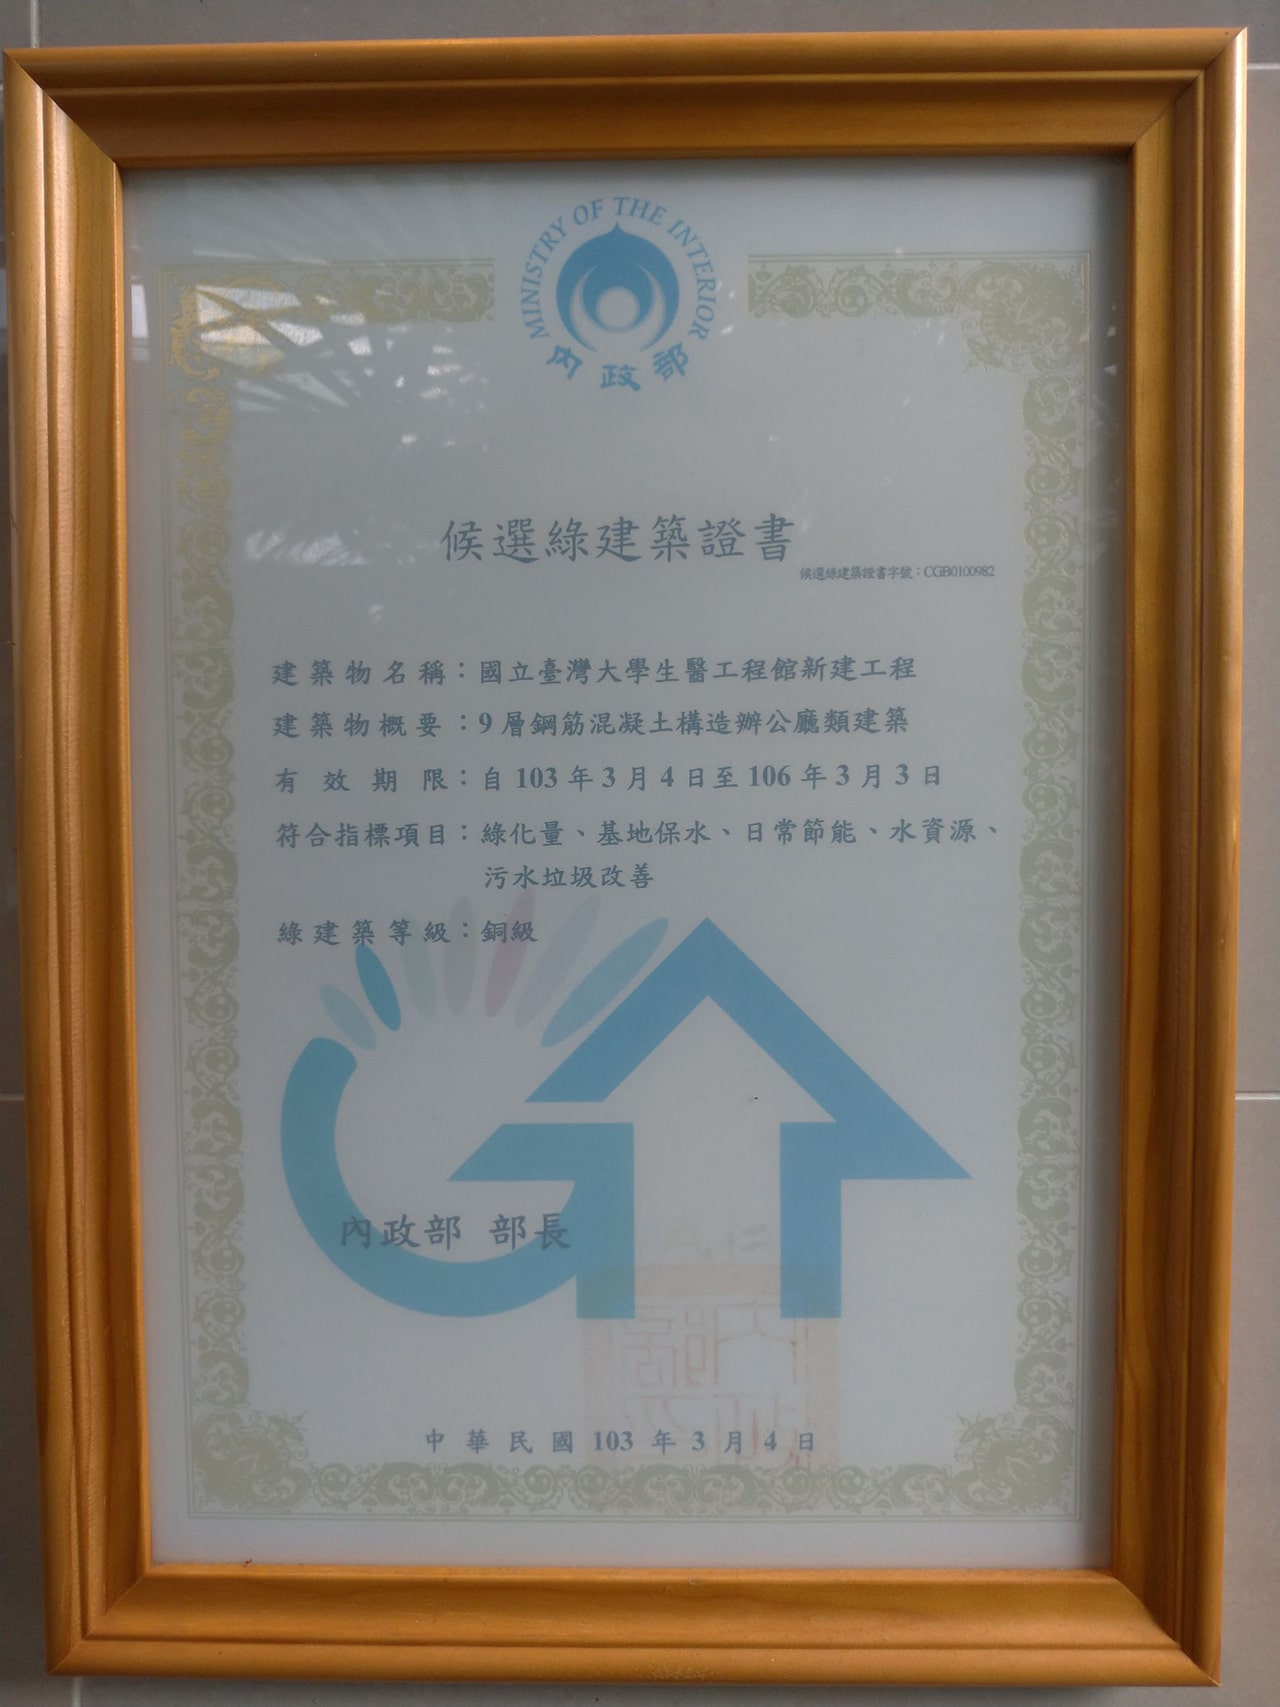 MINISTRY OF THE INTERIOR
內政部
候選綠建築證書
候選綠建築證書字號：CGB0100982
建築物名稱：國立臺灣大學生醫工程館新建工程
建築物概要：9層鋼筋混凝土構造辦公廳類建築
有效期限：自103年3月4日至106年3月3日
符合指標項目：綠化量、基地保水、日常節能、水資源、
污水垃圾改善
綠建築等級：銅級
內政部 部長
中華民國103年3月4日